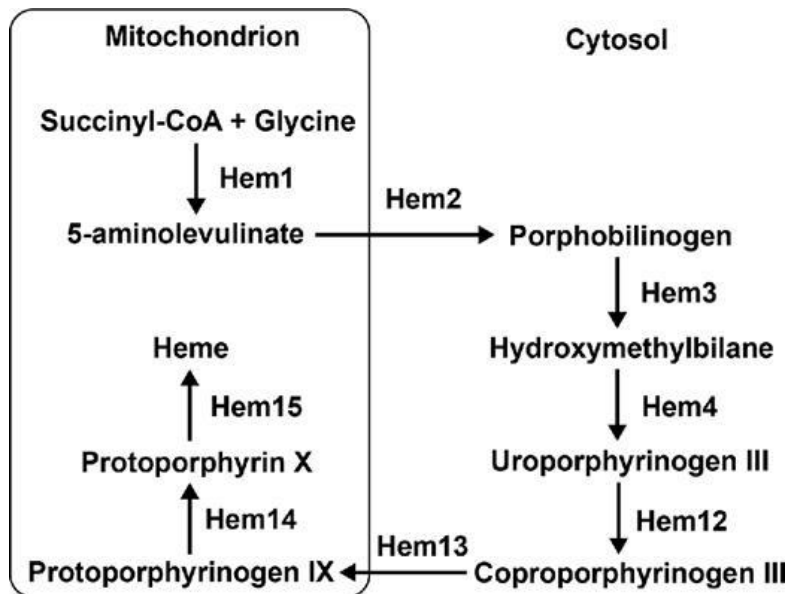 Mitochondrion
Cytosol
Succinyl-CoA + Glycine
Hem1
Hem2
5-aminolevulinate
Porphobilinogen
Hem3
Heme
Hydroxymethylbilane
Hem15
Hem4
Protoporphyrin X
Uroporphyrinogen III
Hem14
Hem12
Hem13
Protoporphyrinogen IX
Coproporphyrinogen III